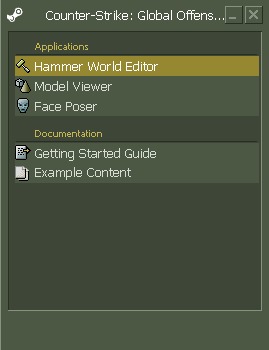 Counter-Strike: Global Offens...
Applications
Hammer World Editor
Model Viewer
Face Poser
Documentation
Getting Started Guide
Example Content